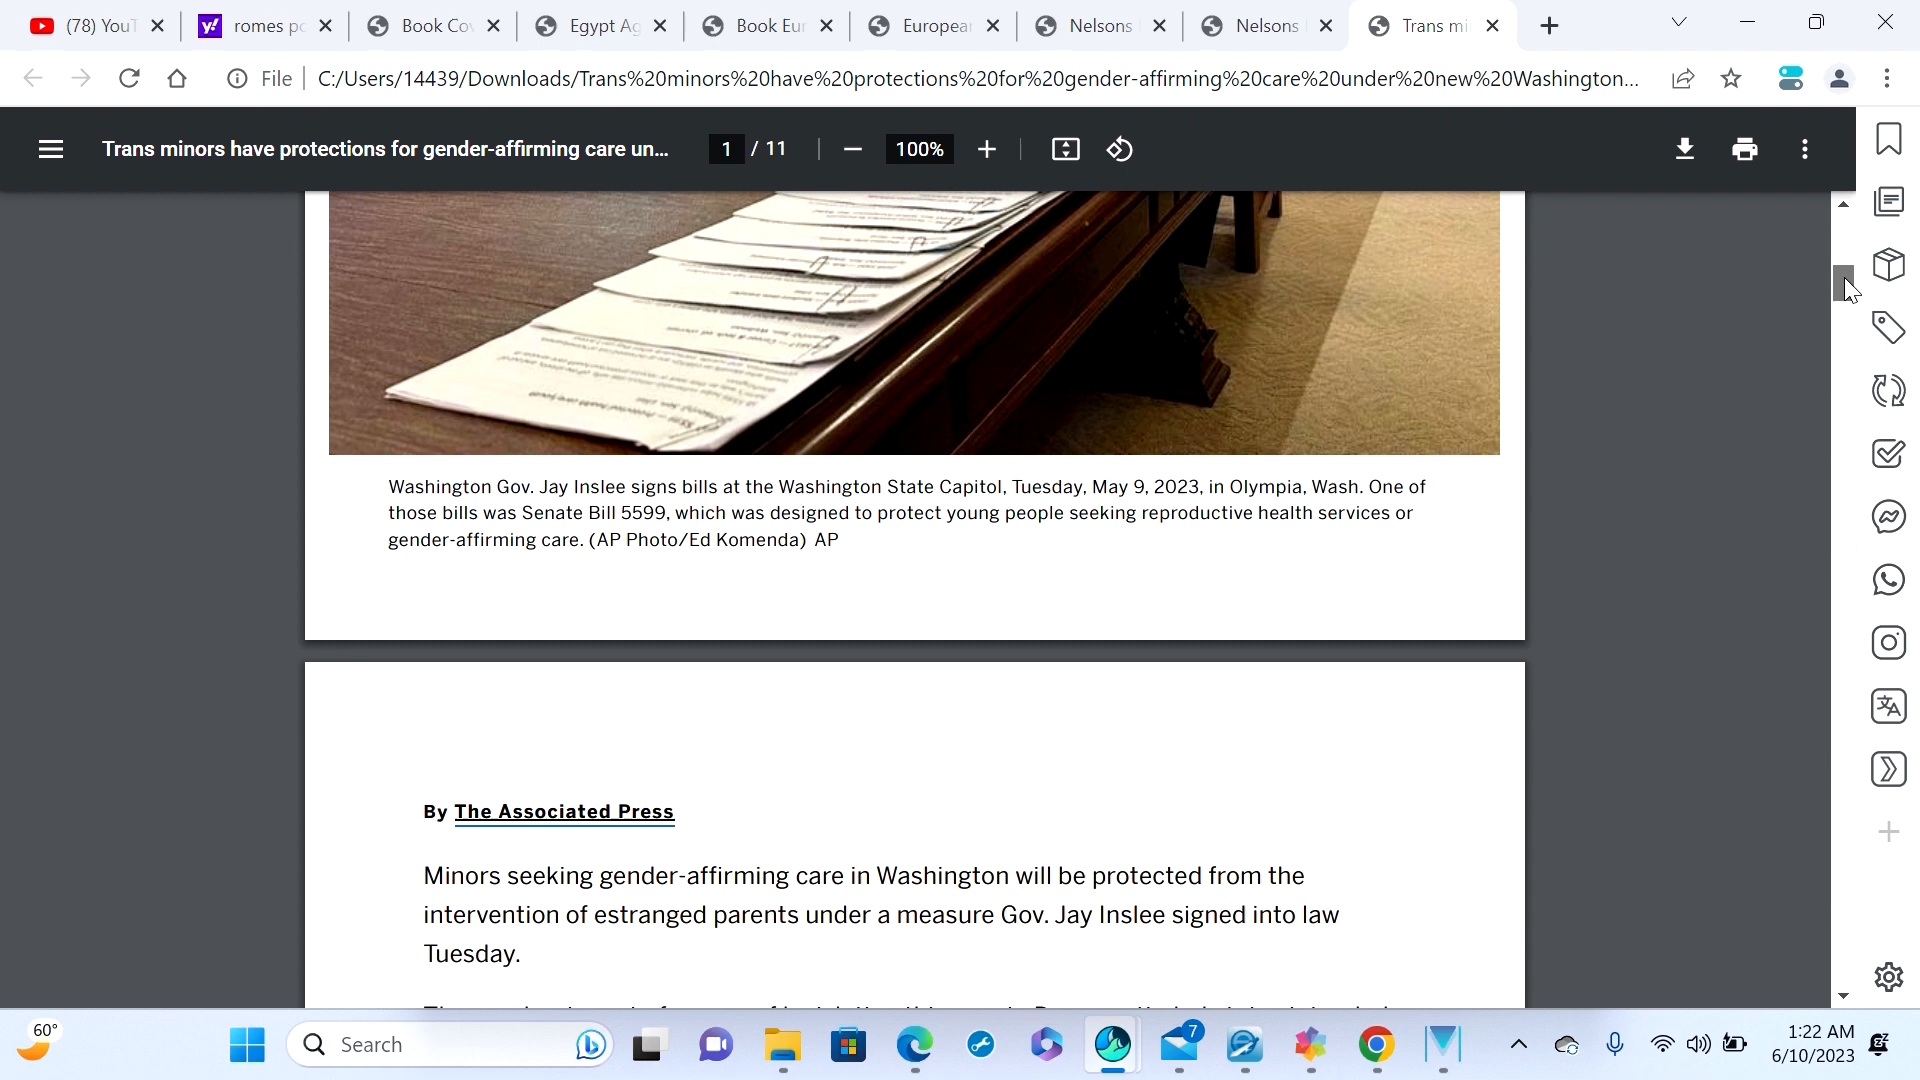 (78) YouT
romes po
Book Co
Egypt Ag
Book Eur
Europear
Nelsons
Nelsons
Trans mi
File
C:/Users/14439/Downloads/Trans%20minors%20have%20protections%20for%20gender-affirming%20care%20under%20new%20Washington...
Trans minors have protections for gender-affirming care un...
1 / 11
100%
Washington Gov. Jay Inslee signs bills at the Washington State Capitol, Tuesday, May 9, 2023, in Olympia, Wash. One of
those bills was Senate Bill 5599, which was designed to protect young people seeking reproductive health services or
gender-affirming care. (AP Photo/Ed Komenda) AP
By The Associated Press
Minors seeking gender-affirming care in Washington will be protected from the
intervention of estranged parents under a measure Gov. Jay Inslee signed into law
Tuesday.
60°
Search
7
1:22 AM
6/10/2023